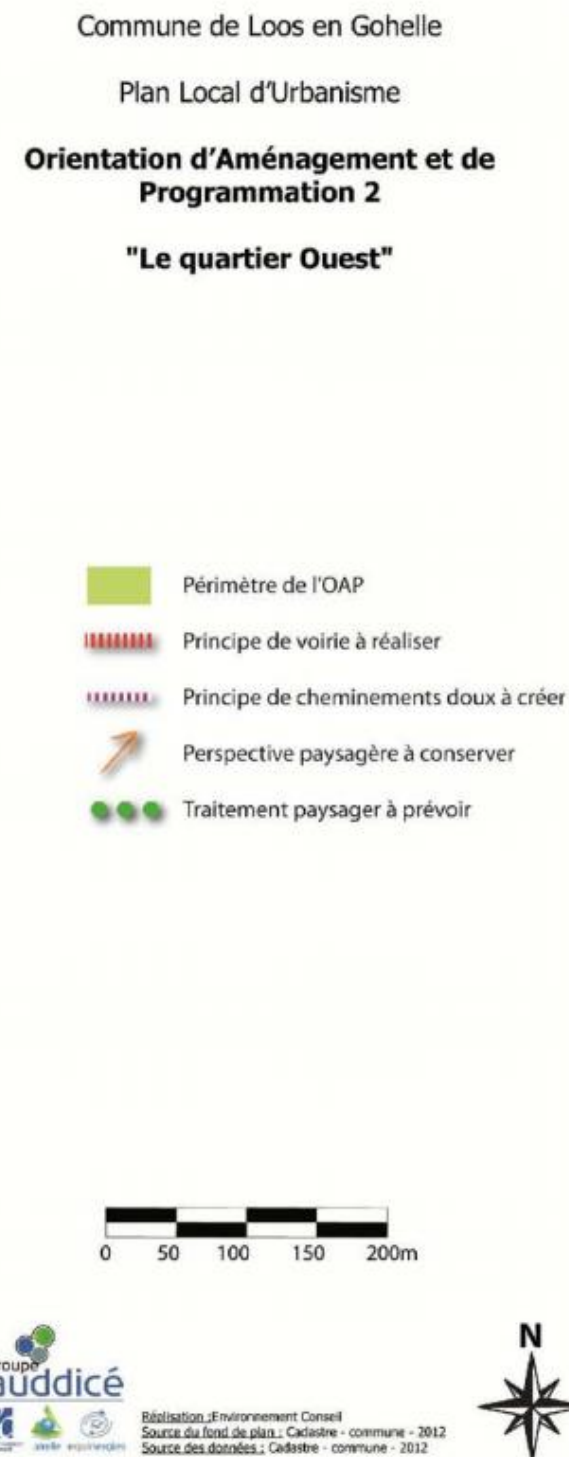 Commune de Loos en Gohelle
Plan Local d'Urbanisme
Orientation d'Aménagement et de
Programmation 2
"Le quartier Ouest"
Périmètre de l'OAP
Principe de voirie à réaliser
Principe de cheminements doux à créer
Perspective paysagère à conserver
Traitement paysager à prévoir
0 50 100 150 200m
N
auddicé
Réalisation : Environnement Conseil
Source du fond de plan : Cadastre - commune - 2012
Source des données : Cadastre - commune - 2012